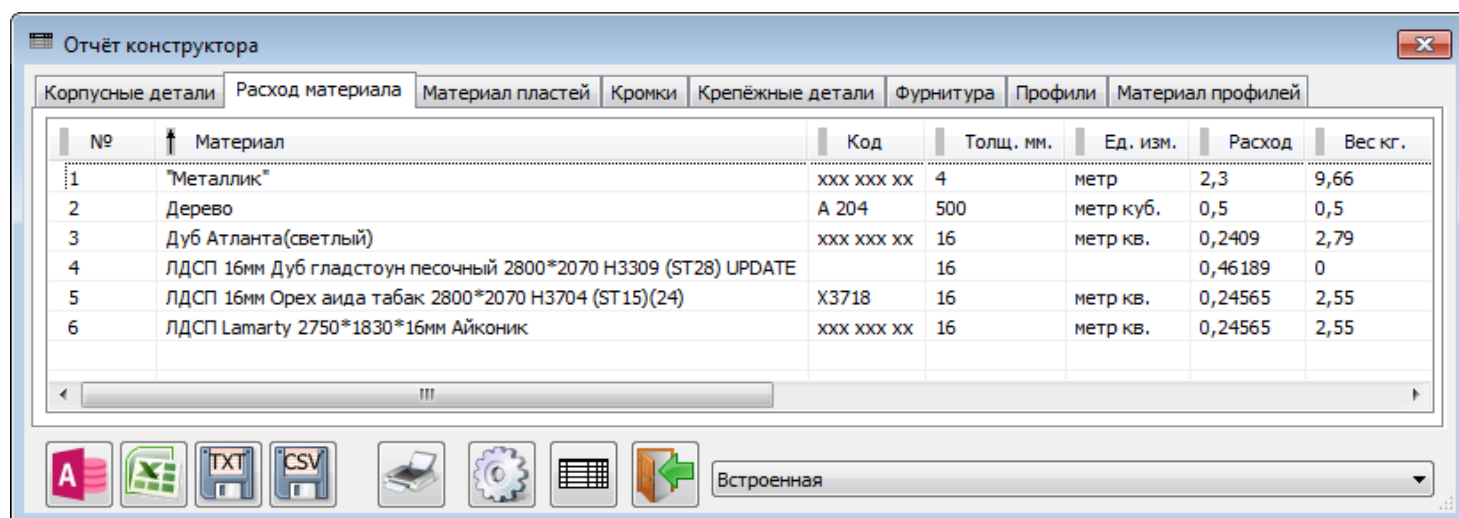 Отчёт конструктора
Корпусные детали Расход материала Материал пластей Кромки Крепёжные детали Фурнитура Профили Материал профилей
№ Материал Код Толщ. мм. Ед. изм. Расход Вес кг.
1 "Металлик" xxx xxx xx 4 метр 2,3 9,66
2 Дерево A 204 500 метр куб. 0,5 0,5
3 Дуб Атланта(светлый) xxx xxx xx 16 метр кв. 0,2409 2,79
4 ЛДСП 16мм Дуб гладстоун песочный 2800*2070 H3309 (ST28) UPDATE 16 0,46189 0
5 ЛДСП 16мм Орех аида табак 2800*2070 H3704 (ST15)(24) X3718 16 метр кв. 0,24565 2,55
6 ЛДСП Lamarty 2750*1830*16мм Айконик xxx xxx xx 16 метр кв. 0,24565 2,55
A TXT CSV Встроенная